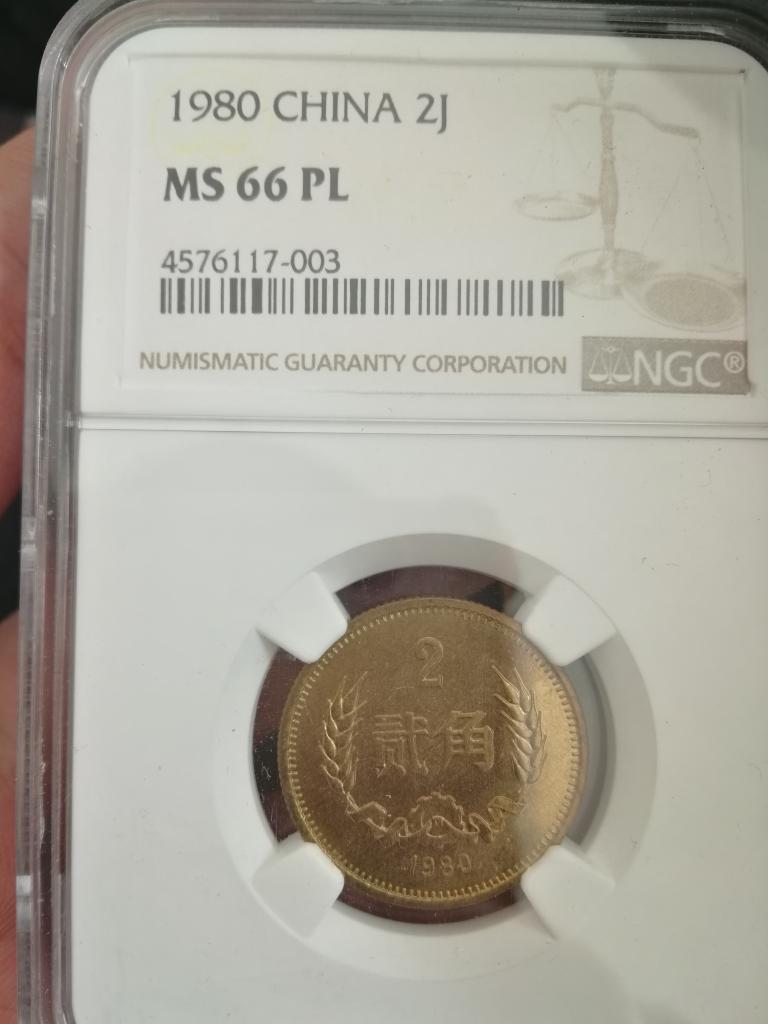 1980 CHINA 2J
MS 66 PL
4576117-003
NUMISMATIC GUARANTY CORPORATION
NGC®
2
贰角
1980